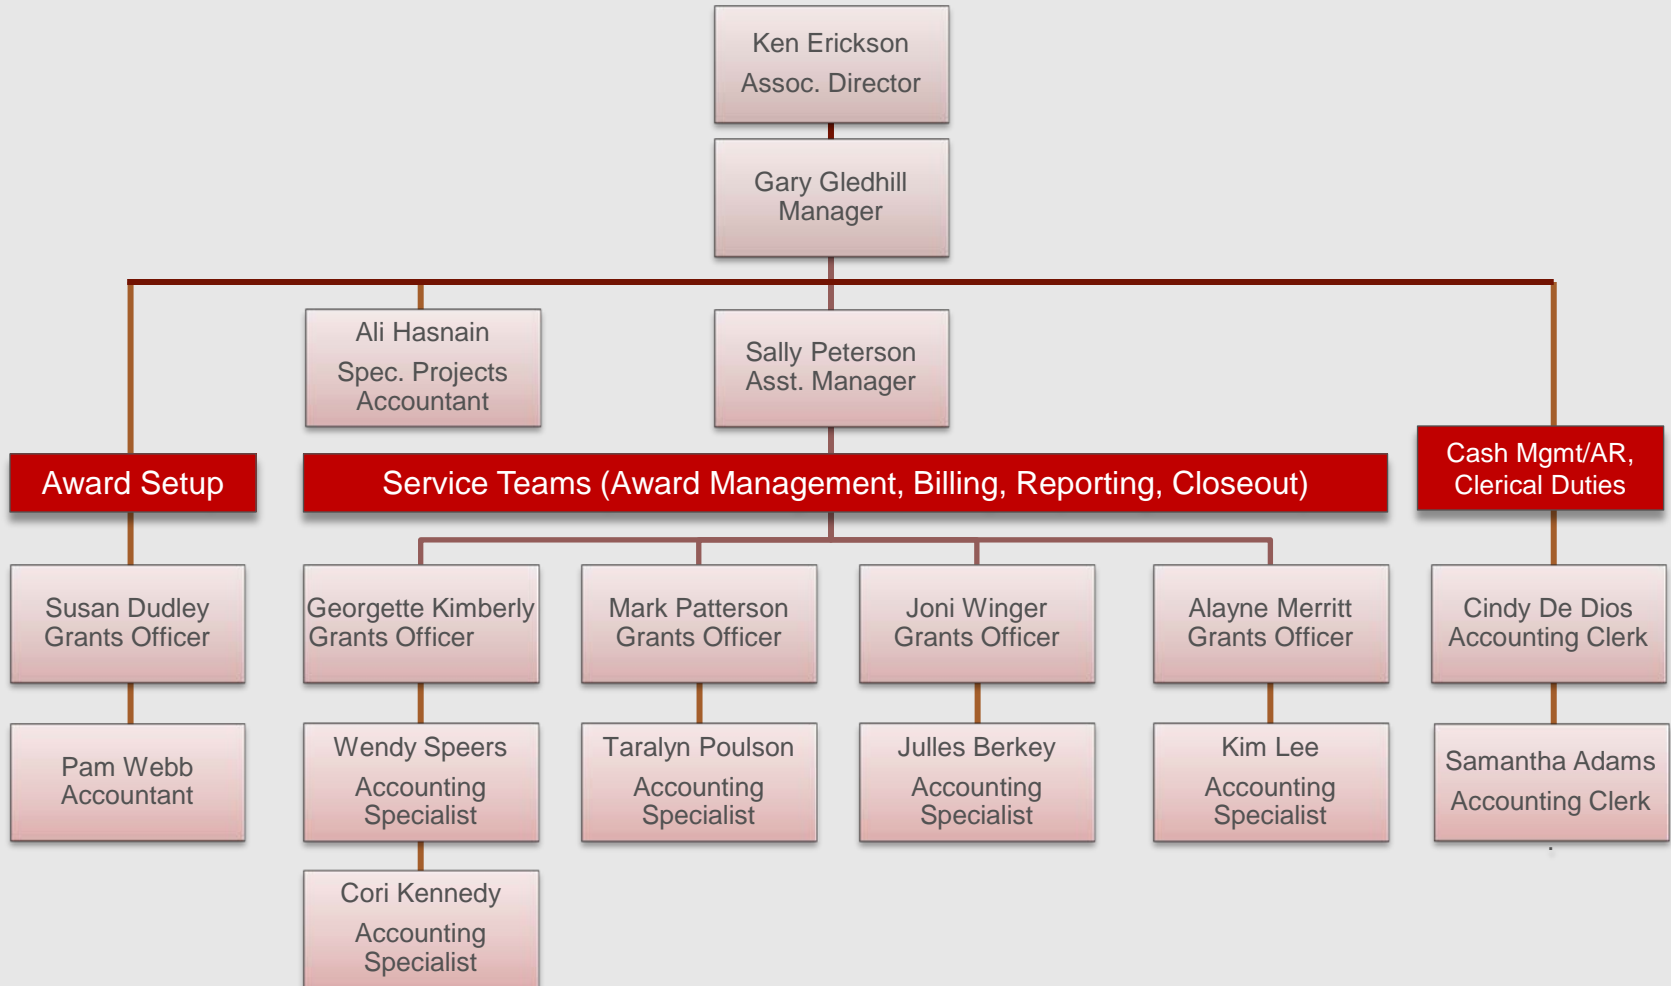 Ken Erickson
Assoc. Director
Gary Gledhill
Manager
Ali Hasnain
Spec. Projects
Accountant
Sally Peterson
Asst. Manager
Award Setup
Service Teams (Award Management, Billing, Reporting, Closeout)
Cash Mgmt/AR,
Clerical Duties
Susan Dudley
Grants Officer
Georgette Kimberly
Grants Officer
Mark Patterson
Grants Officer
Joni Winger
Grants Officer
Alayne Merritt
Grants Officer
Cindy De Dios
Accounting Clerk
Pam Webb
Accountant
Wendy Speers
Accounting
Specialist
Taralyn Poulson
Accounting
Specialist
Julles Berkey
Accounting
Specialist
Kim Lee
Accounting
Specialist
Samantha Adams
Accounting Clerk
.
Cori Kennedy
Accounting
Specialist